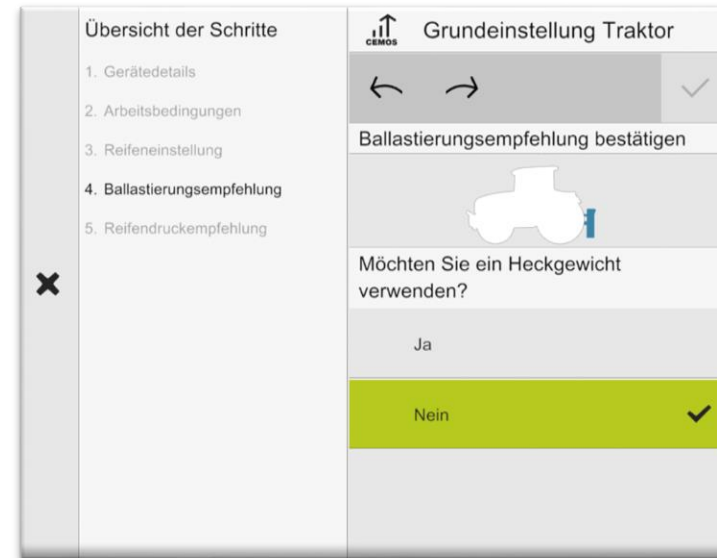 Übersicht der Schritte
1. Gerätedetails
2. Arbeitsbedingungen
3. Reifeneinstellung
4. Ballastierungsempfehlung
5. Reifendruckempfehlung
CEMOS
Grundeinstellung Traktor
Ballastierungsempfehlung bestätigen
Möchten Sie ein Heckgewicht
verwenden?
Ja
Nein